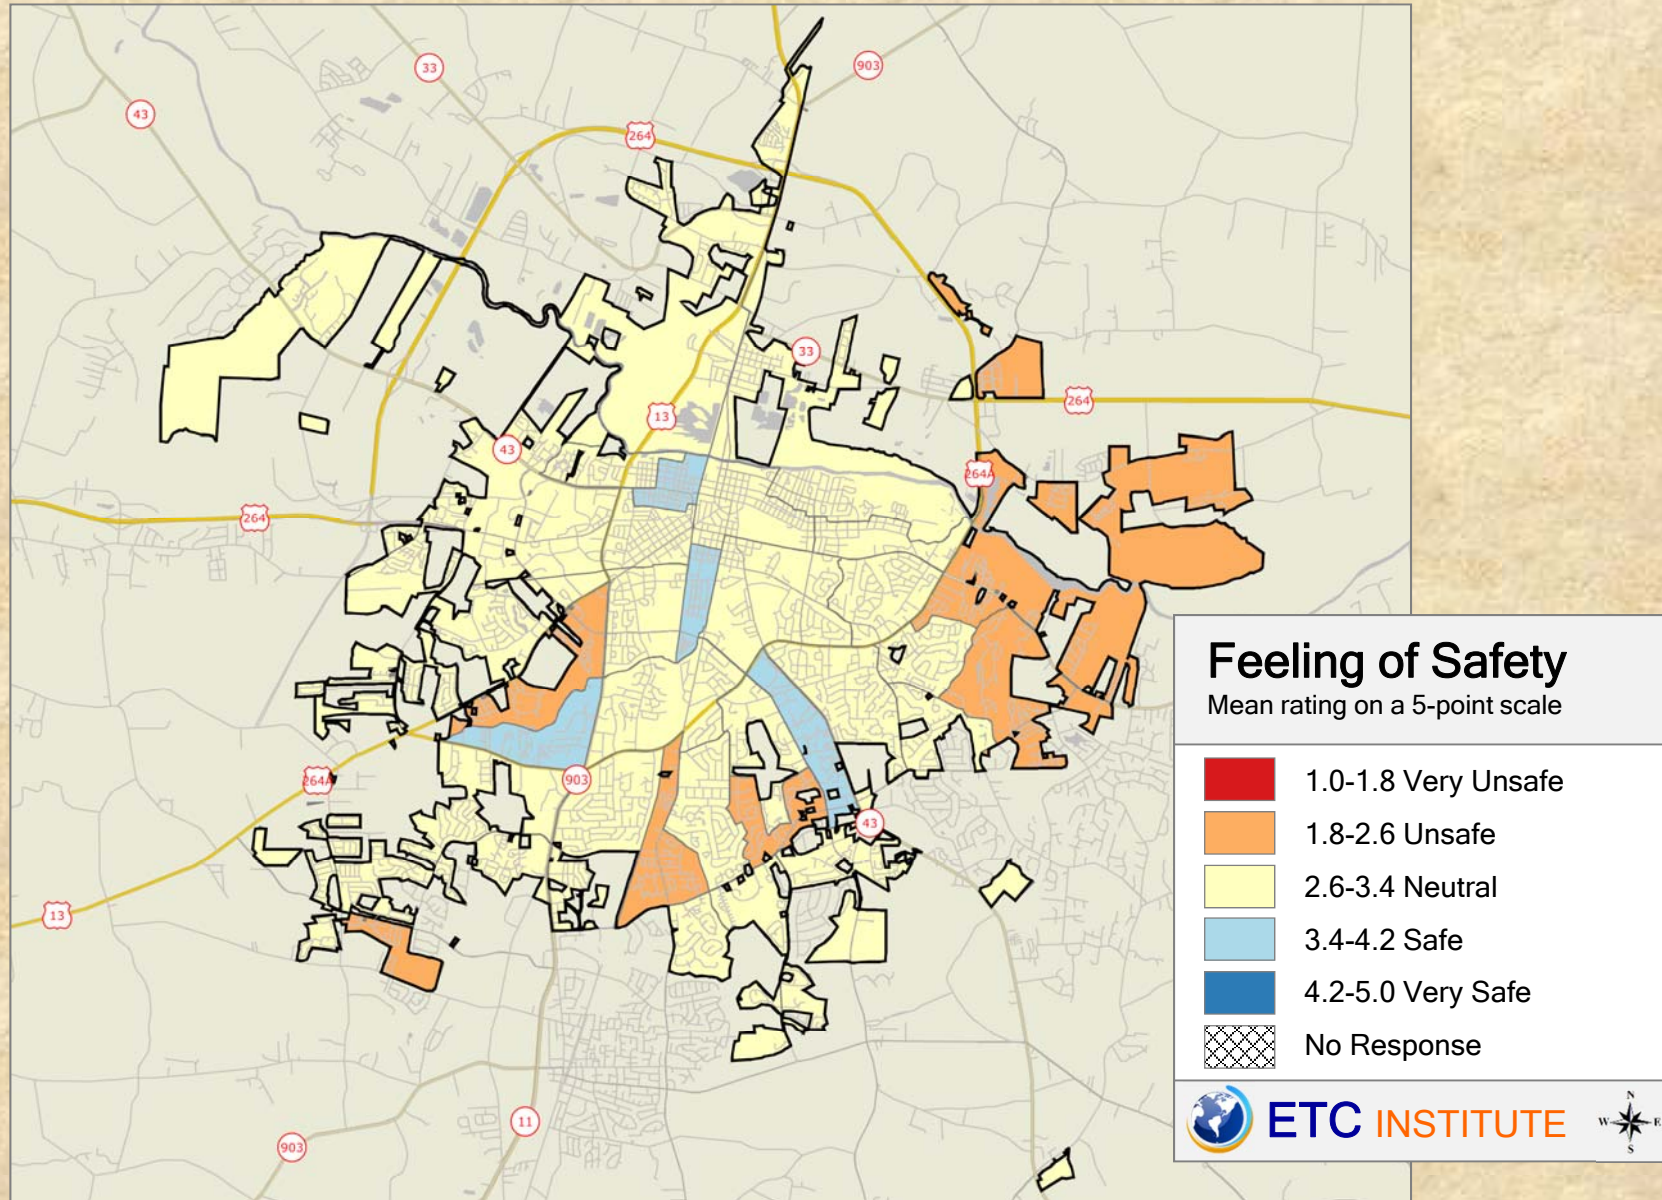 33
903
43
264
33
264
13
43
264A
264
903
264A
43
13
11
903
Feeling of Safety
Mean rating on a 5-point scale
1.0-1.8 Very Unsafe
1.8-2.6 Unsafe
2.6-3.4 Neutral
3.4-4.2 Safe
4.2-5.0 Very Safe
No Response
ETC INSTITUTE
N
W E
S